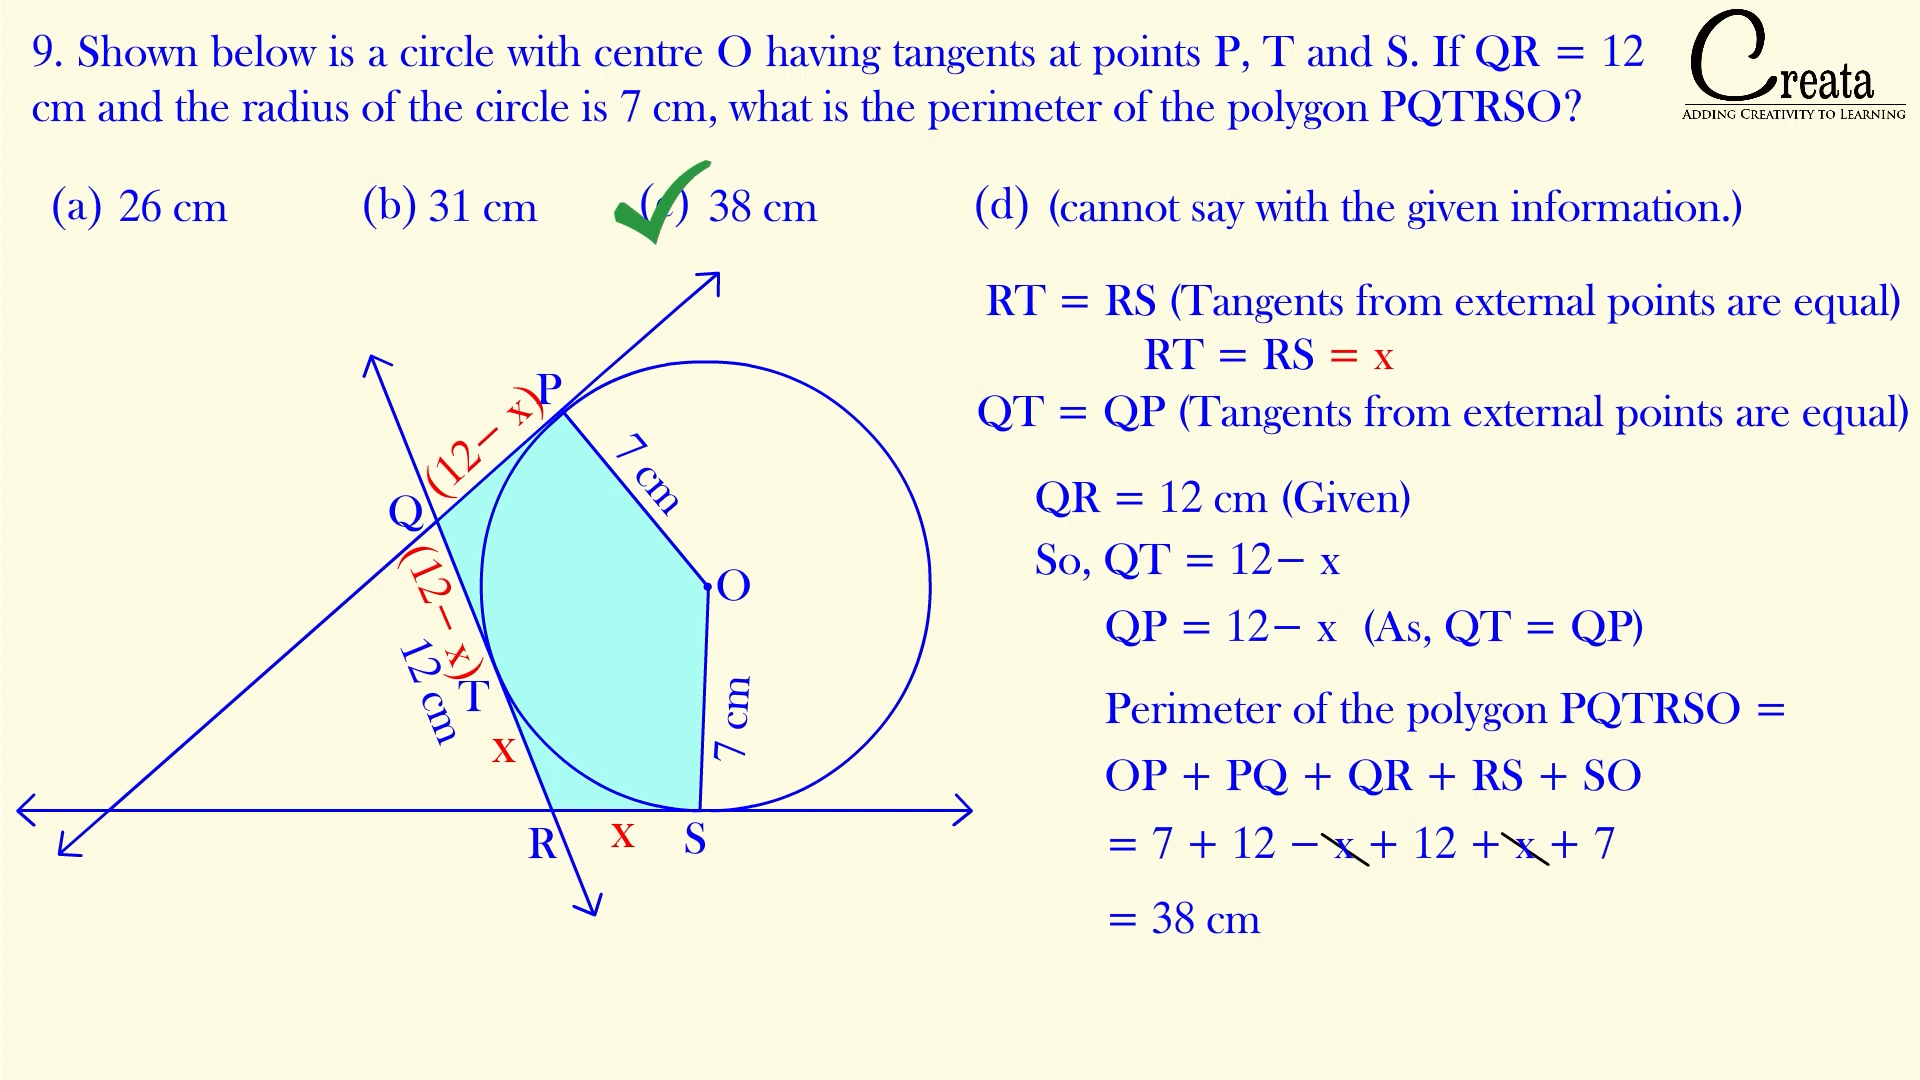 9. Shown below is a circle with centre O having tangents at points P, T and S. If QR = 12
cm and the radius of the circle is 7 cm, what is the perimeter of the polygon PQTRSO?
Creata
ADDING CREATIVITY TO LEARNING
(a) 26 cm (b) 31 cm (c) 38 cm (d) (cannot say with the given information.)
RT = RS (Tangents from external points are equal)
RT = RS = x
QT = QP (Tangents from external points are equal)
QR = 12 cm (Given)
So, QT = 12− x
QP = 12− x (As, QT = QP)
Perimeter of the polygon PQTRSO =
OP + PQ + QR + RS + SO
= 7 + 12 − x + 12 + x + 7
= 38 cm
P
(12− x)
7 cm
Q
O
(12− x)
12 cm
T
7 cm
x
R
x
S